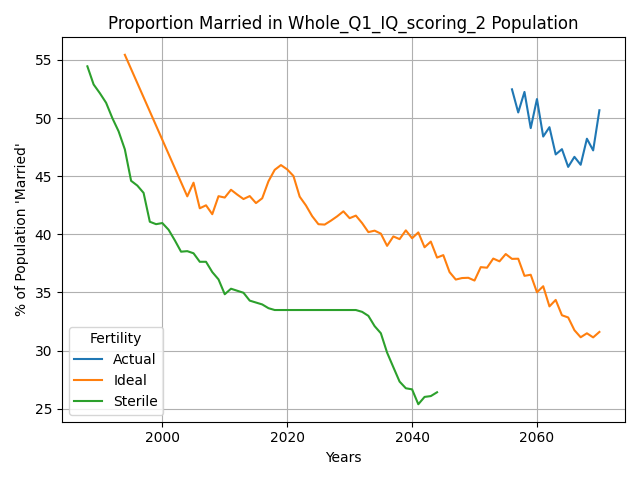 Proportion Married in Whole_Q1_IQ_scoring_2 Population
% of Population 'Married'
55
50
45
40
35
30
25
Fertility
Actual
Ideal
Sterile
2000 2020 2040 2060
Years